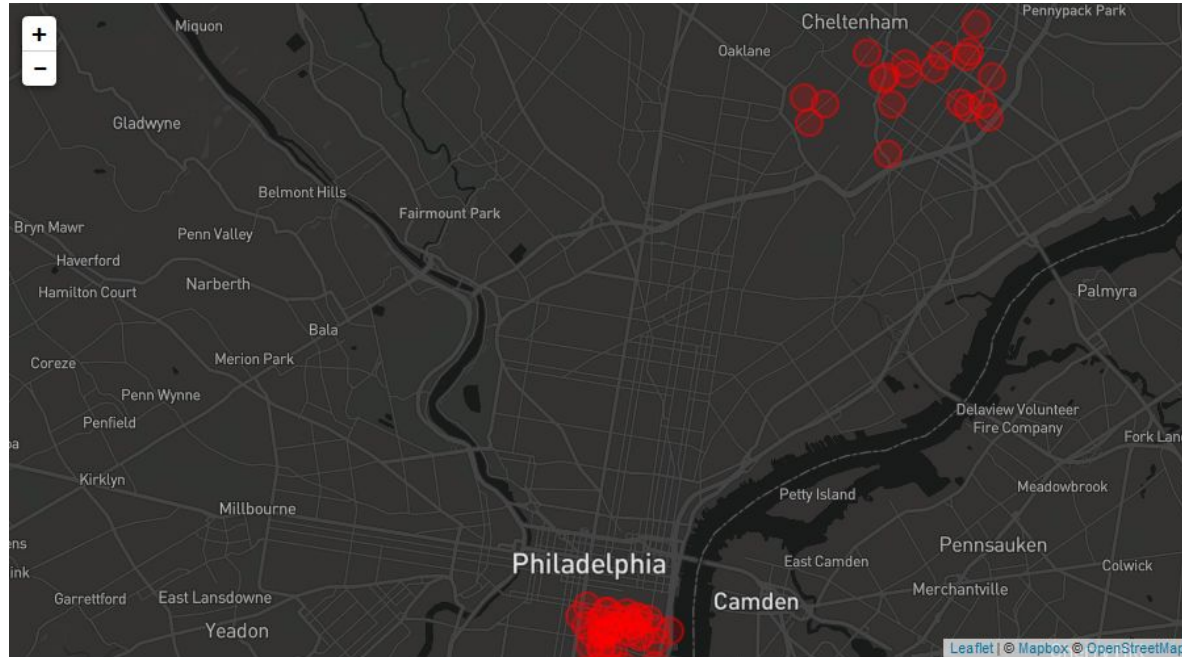 +
−
Miquon
Cheltenham
Pennypack Park
Oaklane
Gladwyne
Belmont Hills
Fairmount Park
Bryn Mawr
Penn Valley
Haverford
Hamilton Court
Narberth
Palmyra
Bala
Coreze
Merion Park
Penn Wynne
Penfield
Delaview Volunteer
Fire Company
Fork Land
Kirklyn
Petty Island
Meadowbrook
Millbourne
Philadelphia
East Camden
Pennsauken
Colwick
Garrettford
East Lansdowne
Merchantville
Camden
Yeadon
Leaflet | © Mapbox © OpenStreetMap